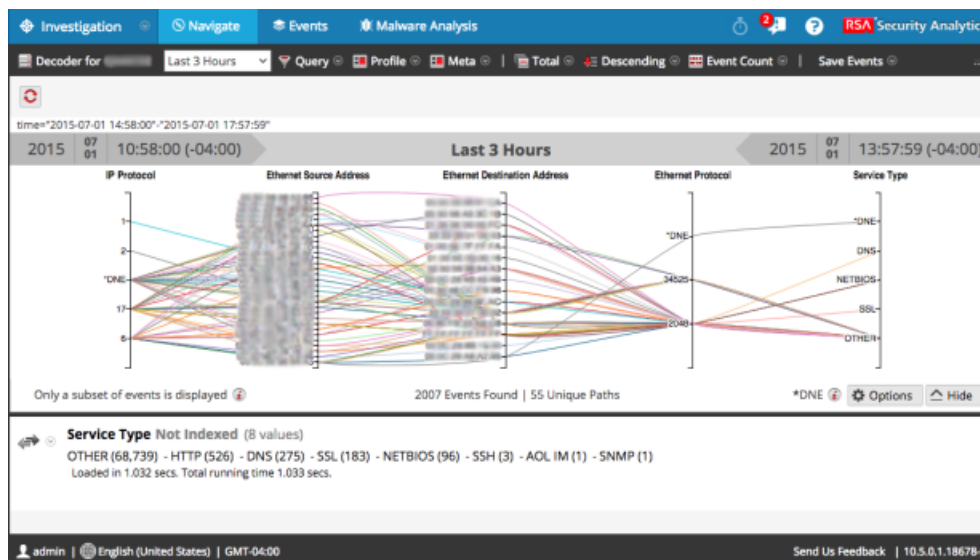 Investigation Navigate Events Malware Analysis 2 ? RSA Security Analytic
Decoder for Last 3 Hours Query Profile Meta | Total Descending Event Count | Save Events ...
time="2015-07-01 14:58:00"-"2015-07-01 17:57:59"
2015 07 01 10:58:00 (-04:00) Last 3 Hours 2015 07 01 13:57:59 (-04:00)
IP Protocol Ethernet Source Address Ethernet Destination Address Ethernet Protocol Service Type
1 *DNE
2 *DNE DNS
*DNE 34525 NETBIOS
17 SSL
6 2048 OTHER
Only a subset of events is displayed 2007 Events Found | 55 Unique Paths *DNE Options Hide
Service Type Not Indexed (8 values)
OTHER (68,739) - HTTP (526) - DNS (275) - SSL (183) - NETBIOS (96) - SSH (3) - AOL IM (1) - SNMP (1)
Loaded in 1.032 secs. Total running time 1.033 secs.
admin | English (United States) | GMT-04:00 Send Us Feedback | 10.5.0.1.18678